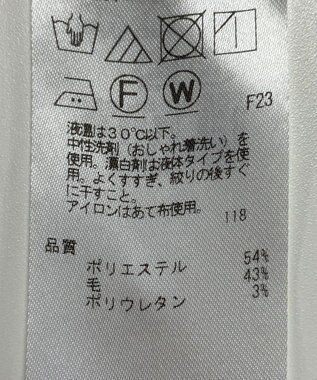 F W
F23
液温は30℃以下。
中性洗剤（おしゃれ着洗い）を
使用。漂白剤は液体タイプを使
用。よくすすぎ、絞りの後すぐ
に干すこと。
アイロンはあて布使用。
118
品質
ポリエステル 54%
毛 43%
ポリウレタン 3%